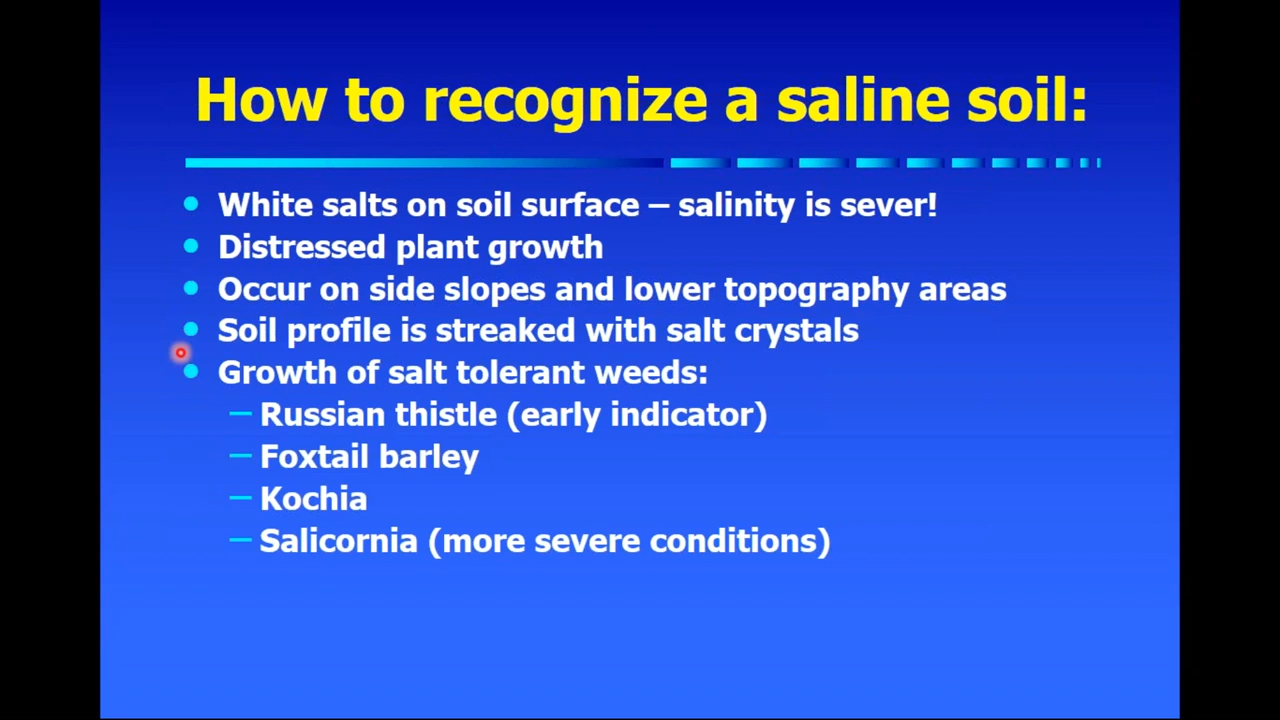 How to recognize a saline soil:
White salts on soil surface – salinity is sever!
Distressed plant growth
Occur on side slopes and lower topography areas
Soil profile is streaked with salt crystals
Growth of salt tolerant weeds:
– Russian thistle (early indicator)
– Foxtail barley
– Kochia
– Salicornia (more severe conditions)